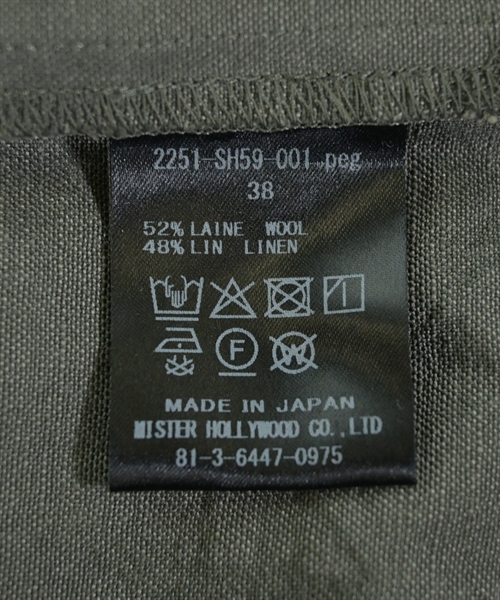 2251-SH59-001-peg
38
52% LAINE WOOL
48% LIN LINEN
F
W
MADE IN JAPAN
MISTER HOLLYWOOD CO.,LTD
81-3-6447-0975